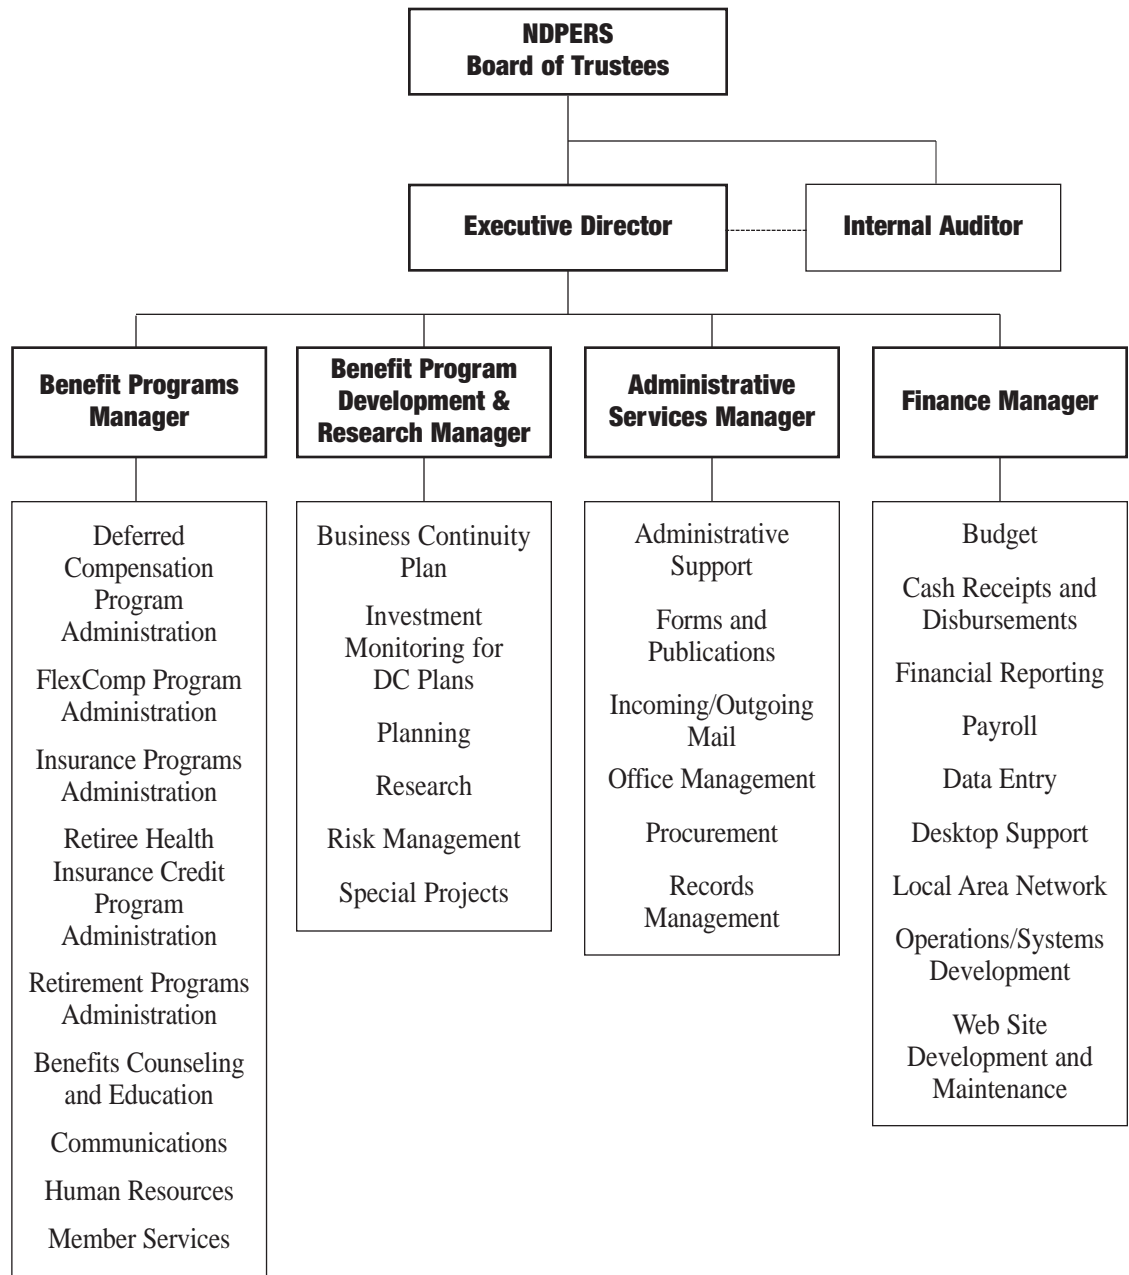 NDPERS
Board of Trustees
Executive Director
Internal Auditor
Benefit Programs
Manager
Benefit Program
Development &
Research Manager
Administrative
Services Manager
Finance Manager
Deferred
Compensation
Program
Administration
FlexComp Program
Administration
Insurance Programs
Administration
Retiree Health
Insurance Credit
Program
Administration
Retirement Programs
Administration
Benefits Counseling
and Education
Communications
Human Resources
Member Services
Business Continuity
Plan
Investment
Monitoring for
DC Plans
Planning
Research
Risk Management
Special Projects
Administrative
Support
Forms and
Publications
Incoming/Outgoing
Mail
Office Management
Procurement
Records
Management
Budget
Cash Receipts and
Disbursements
Financial Reporting
Payroll
Data Entry
Desktop Support
Local Area Network
Operations/Systems
Development
Web Site
Development and
Maintenance